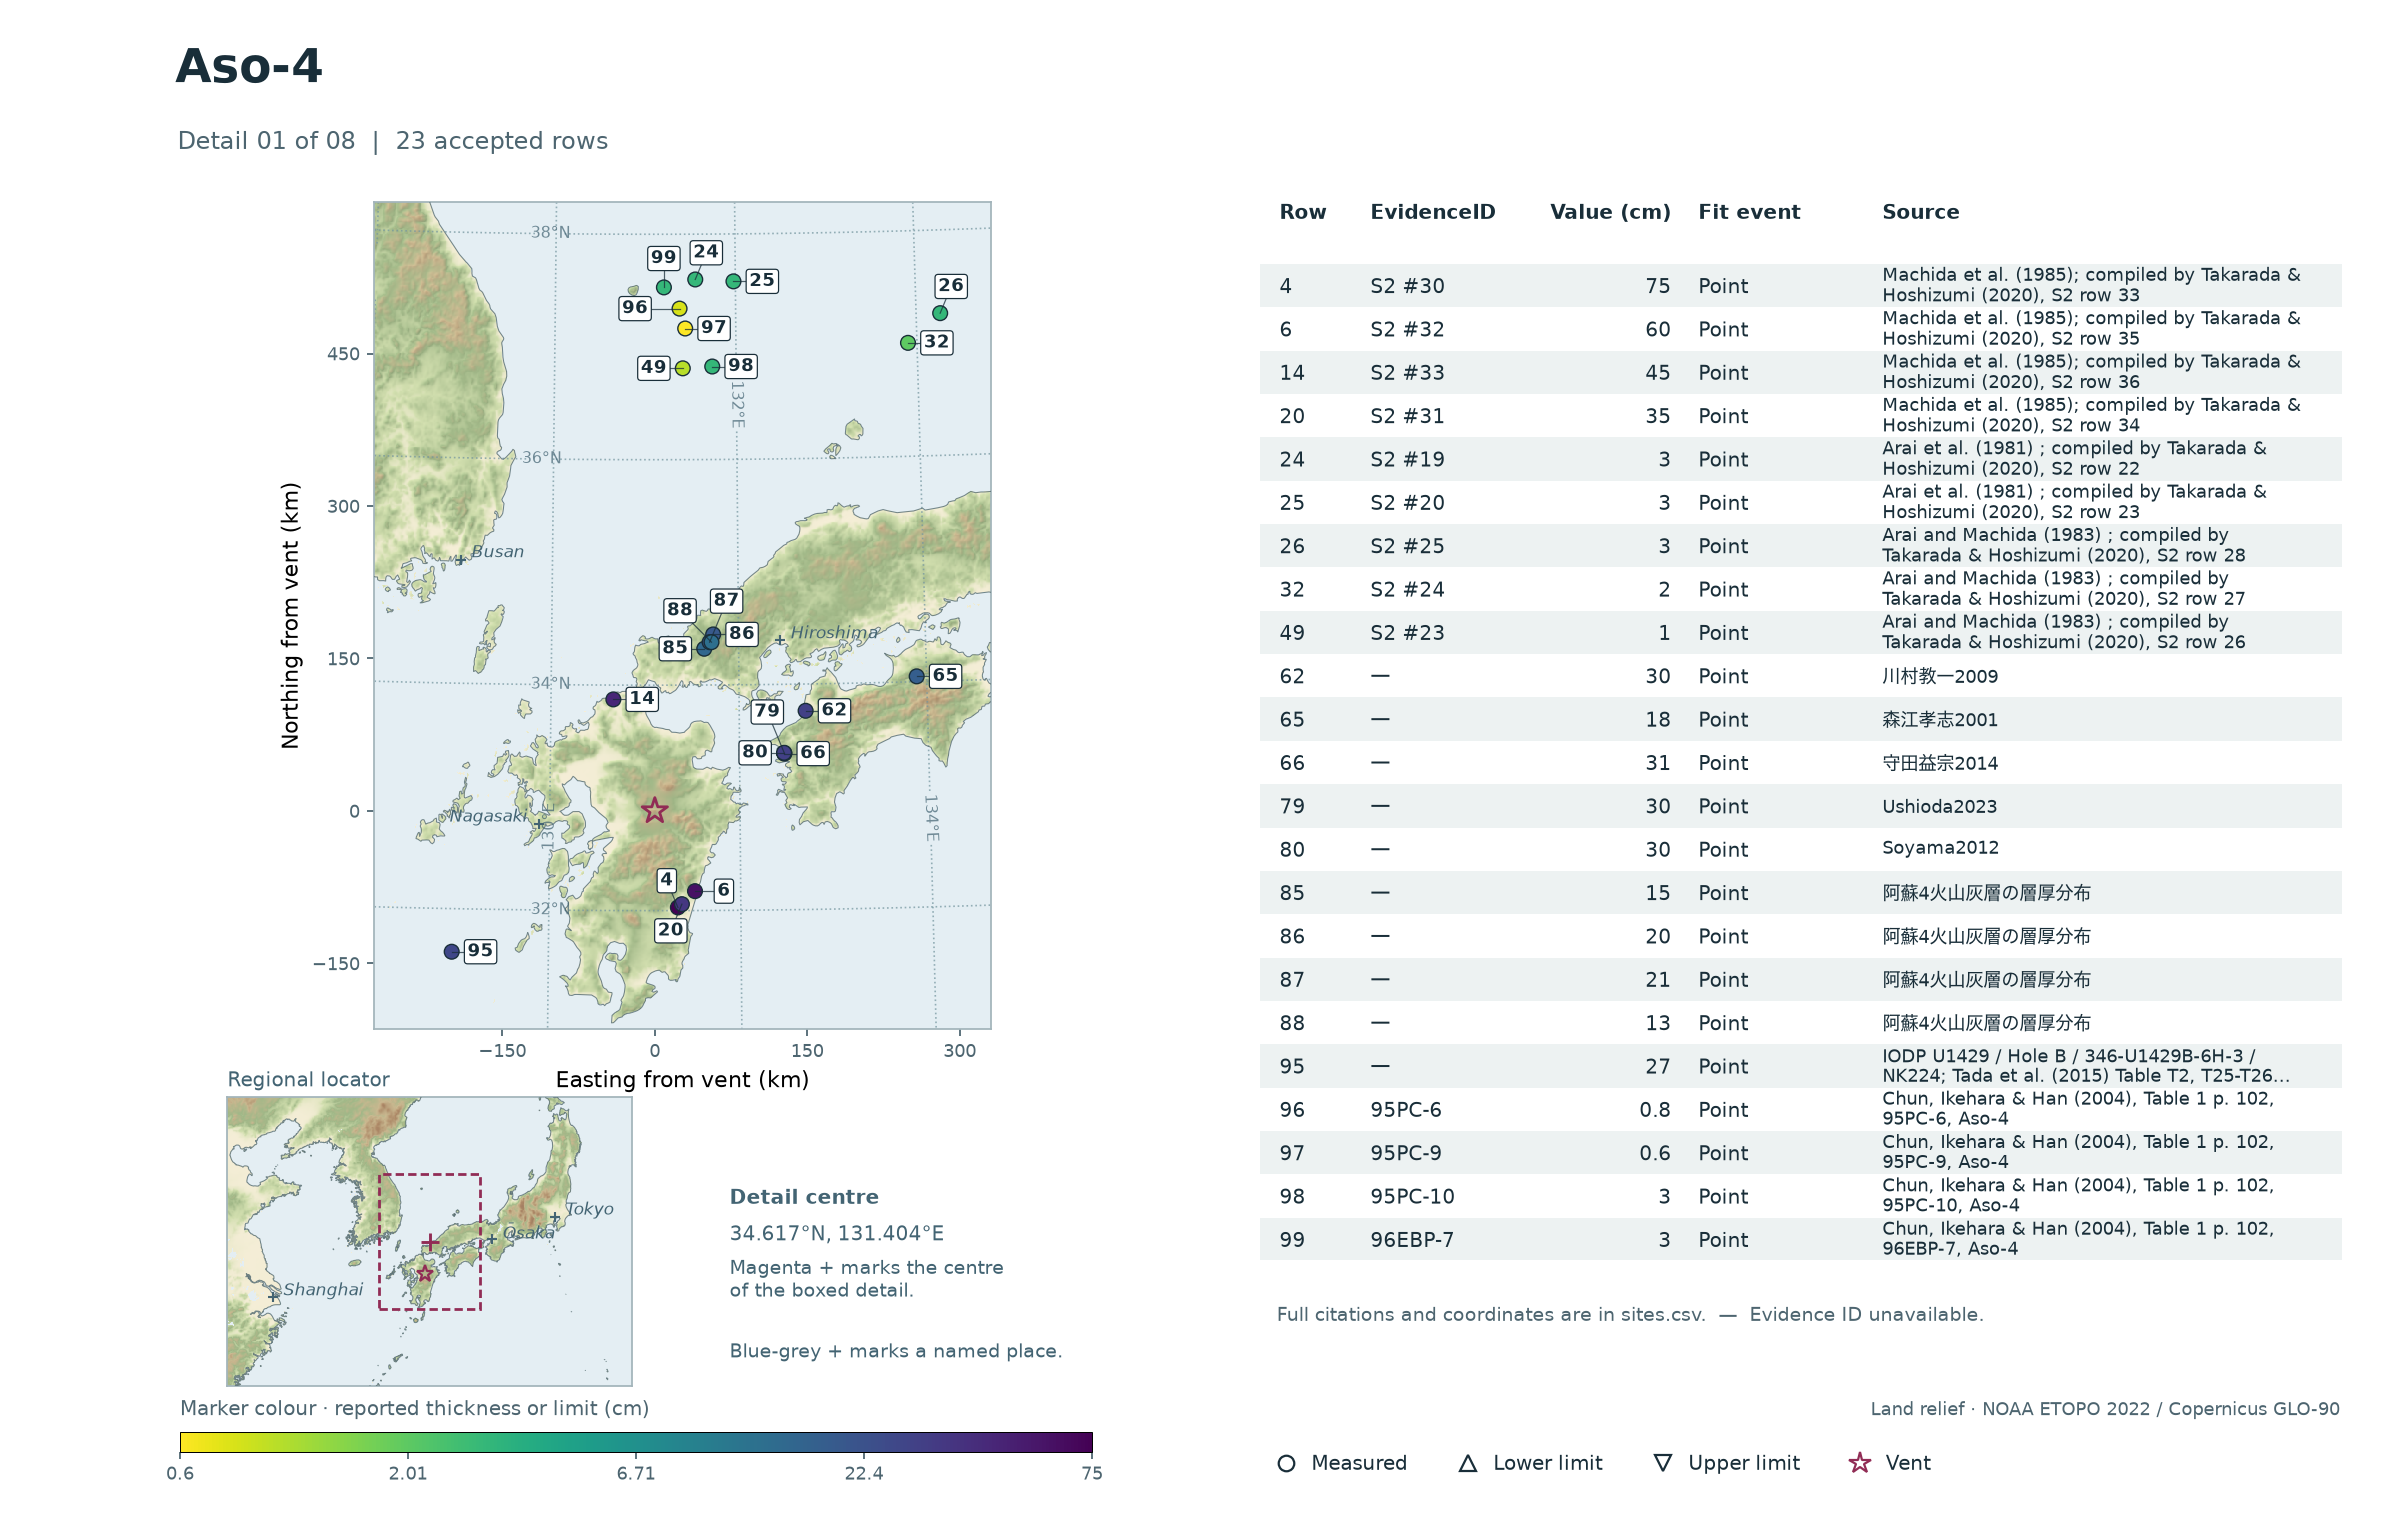 Aso-4
Detail 01 of 08 | 23 accepted rows
38°N
99
24
25
26
96
97
32
49
98
132°E
450
36°N
300
Busan
Northing from vent (km)
87
88
86
Hiroshima
85
150
34°N
65
14
79
62
80
66
0
Nagasaki
130°E
134°E
4
6
32°N
20
95
−150
−150
0
150
300
Easting from vent (km)
Regional locator
Tokyo
Osaka
Shanghai
Detail centre
34.617°N, 131.404°E
Magenta + marks the centre
of the boxed detail.
Blue-grey + marks a named place.
Marker colour · reported thickness or limit (cm)
0.6
2.01
6.71
22.4
75
Row EvidenceID Value (cm) Fit event Source
4 S2 #30 75 Point Machida et al. (1985); compiled by Takarada &
Hoshizumi (2020), S2 row 33
6 S2 #32 60 Point Machida et al. (1985); compiled by Takarada &
Hoshizumi (2020), S2 row 35
14 S2 #33 45 Point Machida et al. (1985); compiled by Takarada &
Hoshizumi (2020), S2 row 36
20 S2 #31 35 Point Machida et al. (1985); compiled by Takarada &
Hoshizumi (2020), S2 row 34
24 S2 #19 3 Point Arai et al. (1981) ; compiled by Takarada &
Hoshizumi (2020), S2 row 22
25 S2 #20 3 Point Arai et al. (1981) ; compiled by Takarada &
Hoshizumi (2020), S2 row 23
26 S2 #25 3 Point Arai and Machida (1983) ; compiled by
Takarada & Hoshizumi (2020), S2 row 28
32 S2 #24 2 Point Arai and Machida (1983) ; compiled by
Takarada & Hoshizumi (2020), S2 row 27
49 S2 #23 1 Point Arai and Machida (1983) ; compiled by
Takarada & Hoshizumi (2020), S2 row 26
62 — 30 Point 川村教一2009
65 — 18 Point 森江孝志2001
66 — 31 Point 守田益宗2014
79 — 30 Point Ushioda2023
80 — 30 Point Soyama2012
85 — 15 Point 阿蘇4火山灰層の層厚分布
86 — 20 Point 阿蘇4火山灰層の層厚分布
87 — 21 Point 阿蘇4火山灰層の層厚分布
88 — 13 Point 阿蘇4火山灰層の層厚分布
95 — 27 Point IODP U1429 / Hole B / 346-U1429B-6H-3 /
NK224; Tada et al. (2015) Table T2, T25-T26…
96 95PC-6 0.8 Point Chun, Ikehara & Han (2004), Table 1 p. 102,
95PC-6, Aso-4
97 95PC-9 0.6 Point Chun, Ikehara & Han (2004), Table 1 p. 102,
95PC-9, Aso-4
98 95PC-10 3 Point Chun, Ikehara & Han (2004), Table 1 p. 102,
95PC-10, Aso-4
99 96EBP-7 3 Point Chun, Ikehara & Han (2004), Table 1 p. 102,
96EBP-7, Aso-4
Full citations and coordinates are in sites.csv. — Evidence ID unavailable.
Land relief · NOAA ETOPO 2022 / Copernicus GLO-90
Measured
Lower limit
Upper limit
Vent